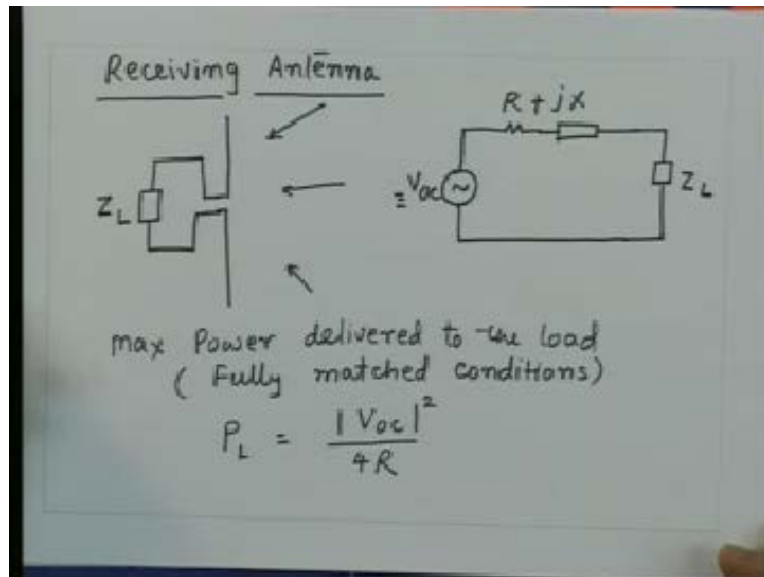 Receiving Antenna
R + jX
Z_L
≡ V_oc ~
Z_L
max Power delivered to the load
( Fully matched conditions )
P_L = |V_oc|² / 4R